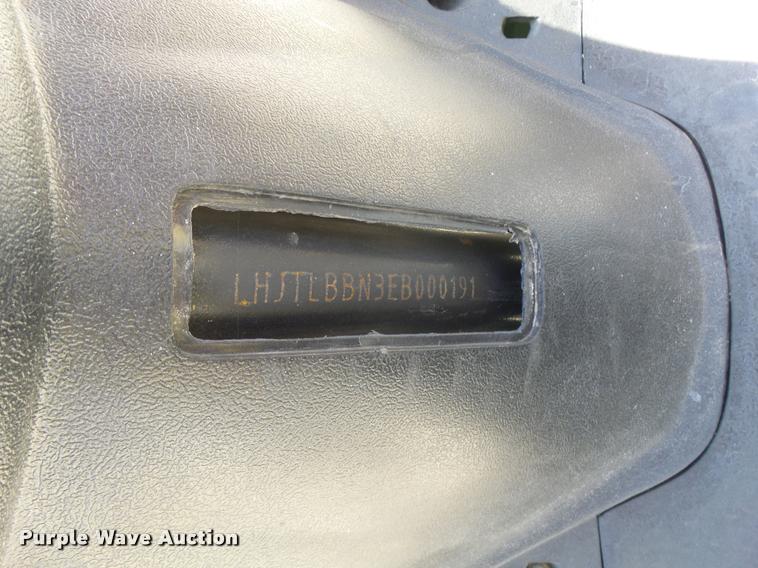 LHJTLBBN3EB000191
Purple Wave Auction